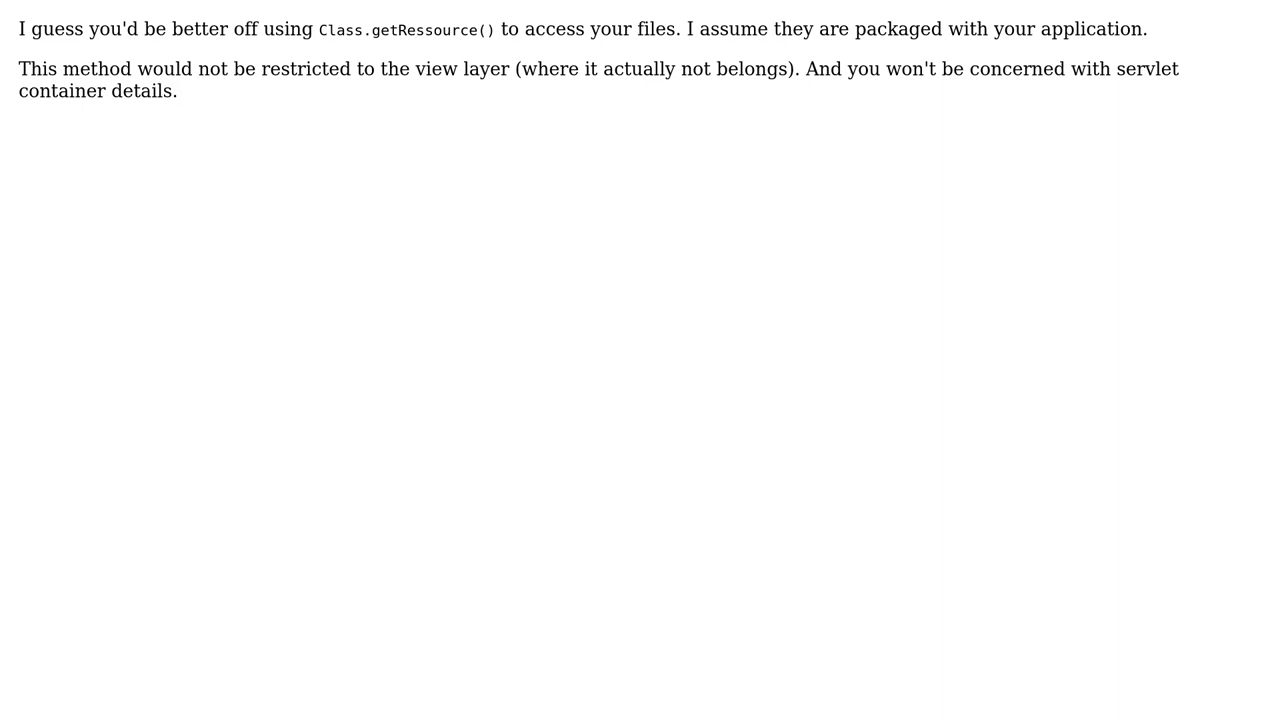 I guess you'd be better off using Class.getRessource() to access your files. I assume they are packaged with your application.
This method would not be restricted to the view layer (where it actually not belongs). And you won't be concerned with servlet
container details.